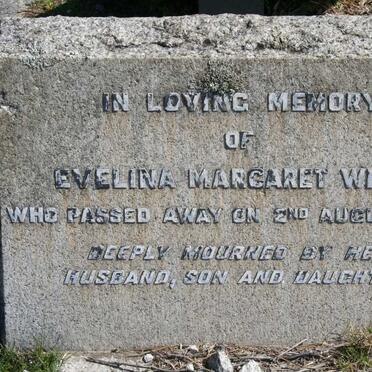 IN LOVING MEMORY
OF
EVELINA MARGARET
WHO PASSED AWAY ON 2ND
DEEPLY MOURNED BY
HUSBAND, SON AND